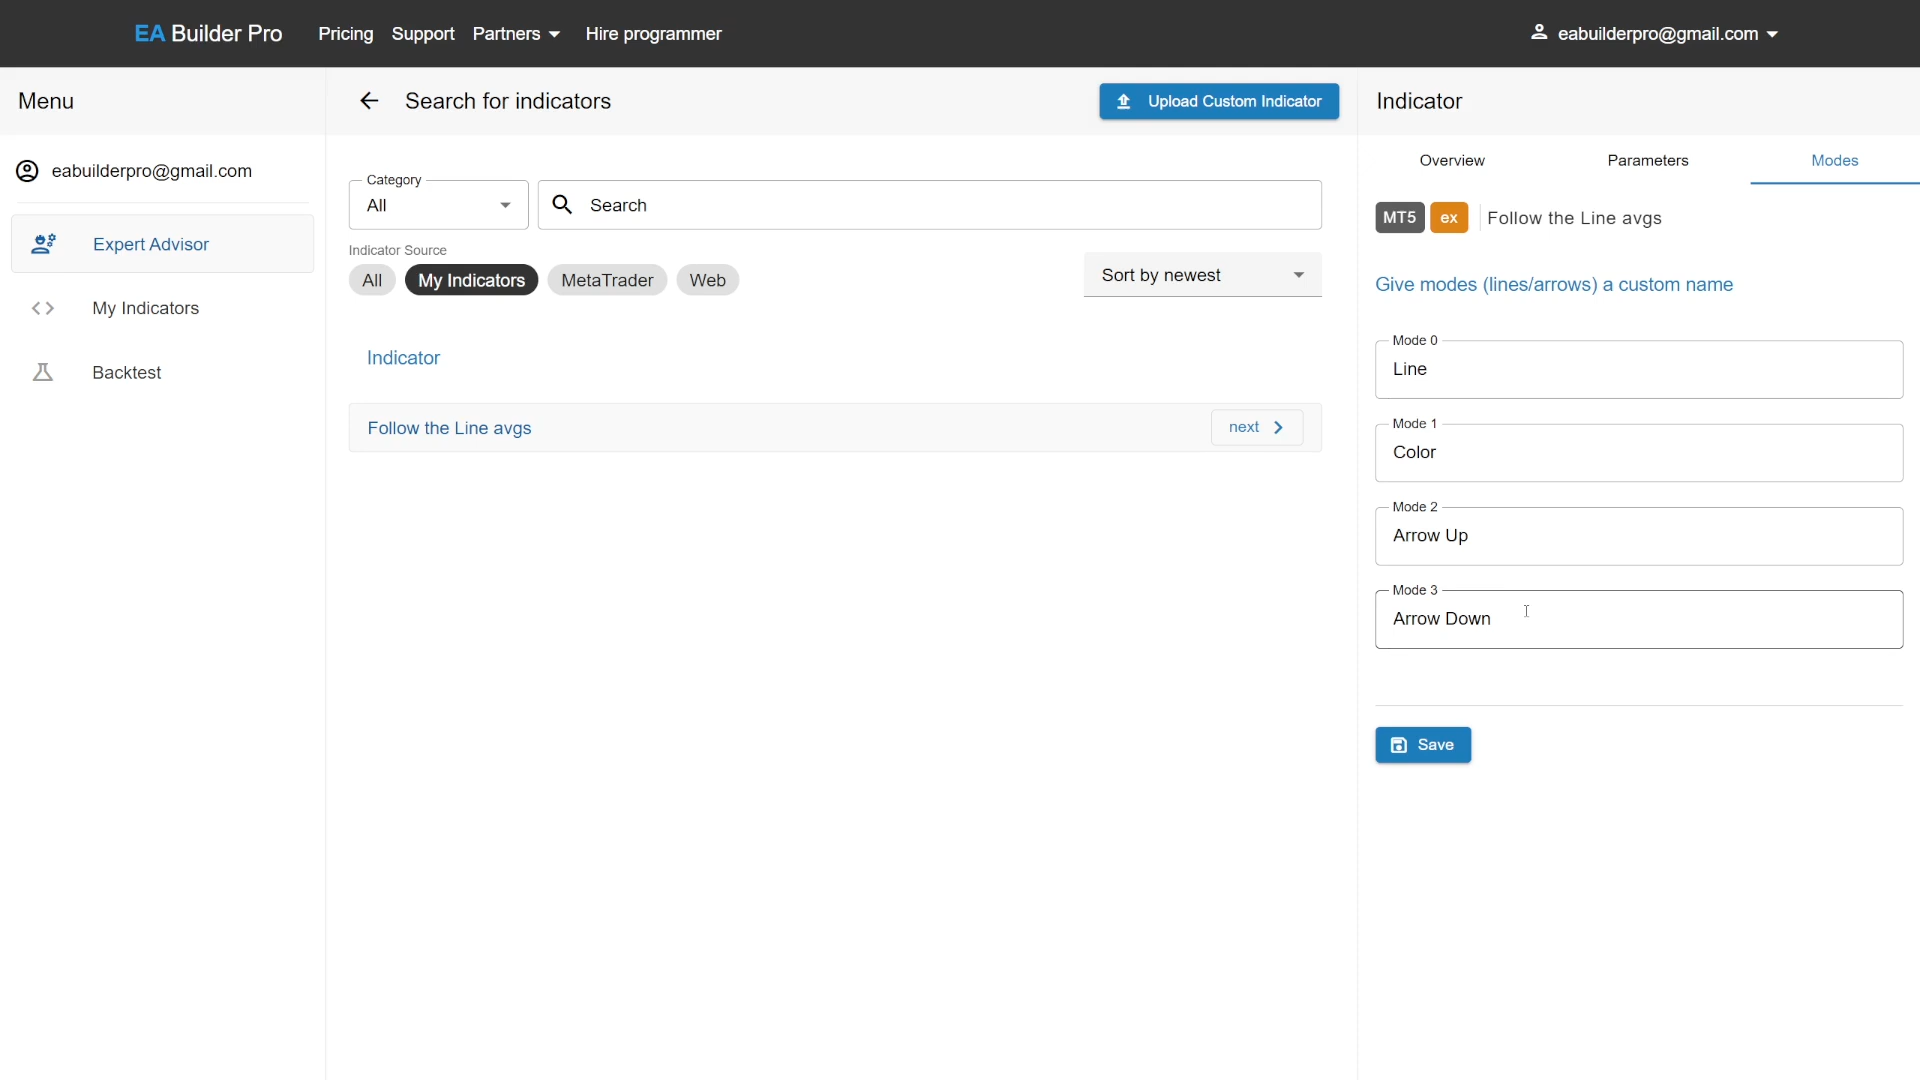 EA Builder Pro
Pricing
Support
Partners
Hire programmer
eabuilderpro@gmail.com
Menu
eabuilderpro@gmail.com
Expert Advisor
My Indicators
Backtest
Search for indicators
Upload Custom Indicator
Category
All
Search
Indicator Source
All
My Indicators
MetaTrader
Web
Sort by newest
Indicator
Follow the Line avgs
next
Indicator
Overview
Parameters
Modes
MT5
ex
Follow the Line avgs
Give modes (lines/arrows) a custom name
Mode 0
Line
Mode 1
Color
Mode 2
Arrow Up
Mode 3
Arrow Down
Save